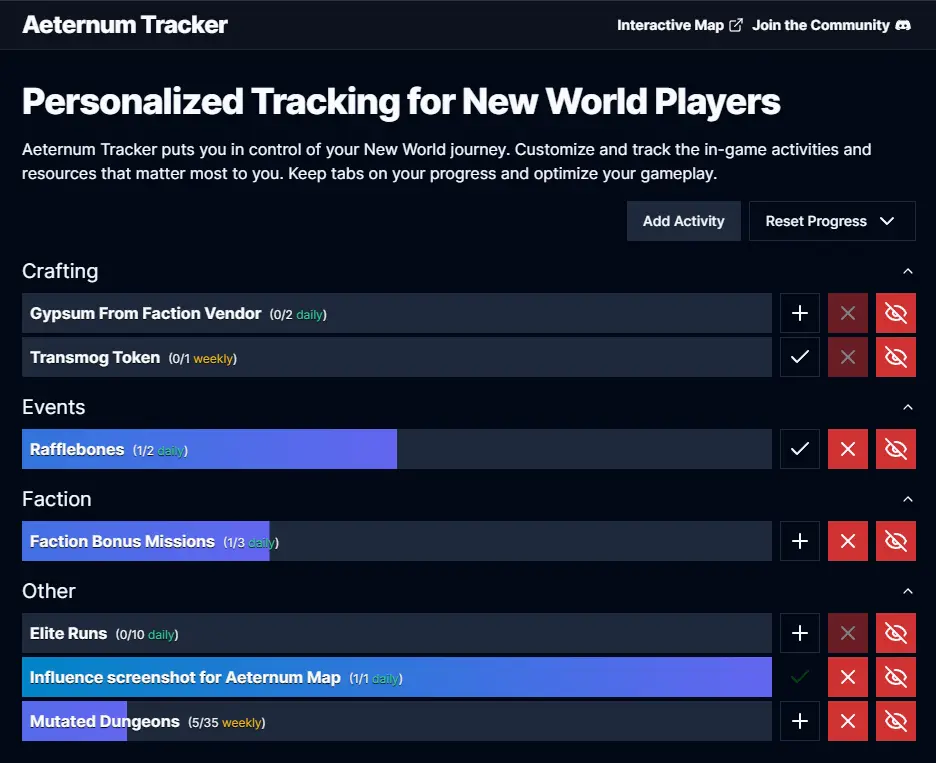 Aeternum Tracker
Interactive Map Join the Community
Personalized Tracking for New World Players
Aeternum Tracker puts you in control of your New World journey. Customize and track the in-game activities and
resources that matter most to you. Keep tabs on your progress and optimize your gameplay.
Add Activity Reset Progress
Crafting
Gypsum From Faction Vendor (0/2 daily)
Transmog Token (0/1 weekly)
Events
Rafflebones (1/2 daily)
Faction
Faction Bonus Missions (1/3 daily)
Other
Elite Runs (0/10 daily)
Influence screenshot for Aeternum Map (1/1 daily)
Mutated Dungeons (5/35 weekly)